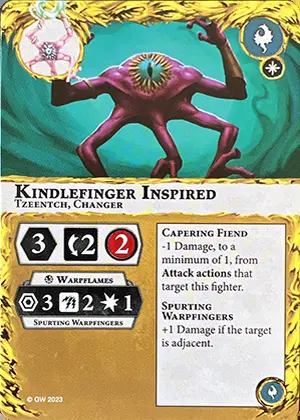 KINDLEFINGER INSPIRED
TZEENTCH, CHANGER
3 2 2
WARPFLAMES
3 2 1
SPURTING WARPFINGERS
CAPERING FIEND
-1 Damage, to a
minimum of 1, from
Attack actions that
target this fighter.
SPURTING
WARPFINGERS
+1 Damage if the target
is adjacent.
© GW 2023